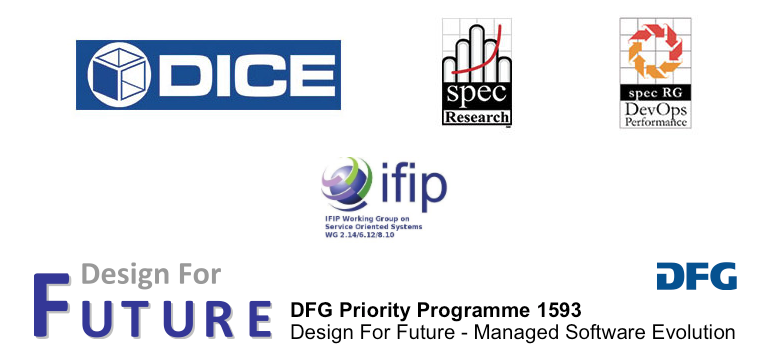 DICE
spec
Research
spec RG
DevOps
Performance
ifip
IFIP Working Group on
Service Oriented Systems
WG 2.14/6.12/8.10
Design For
FUTURE
DFG
DFG Priority Programme 1593
Design For Future - Managed Software Evolution